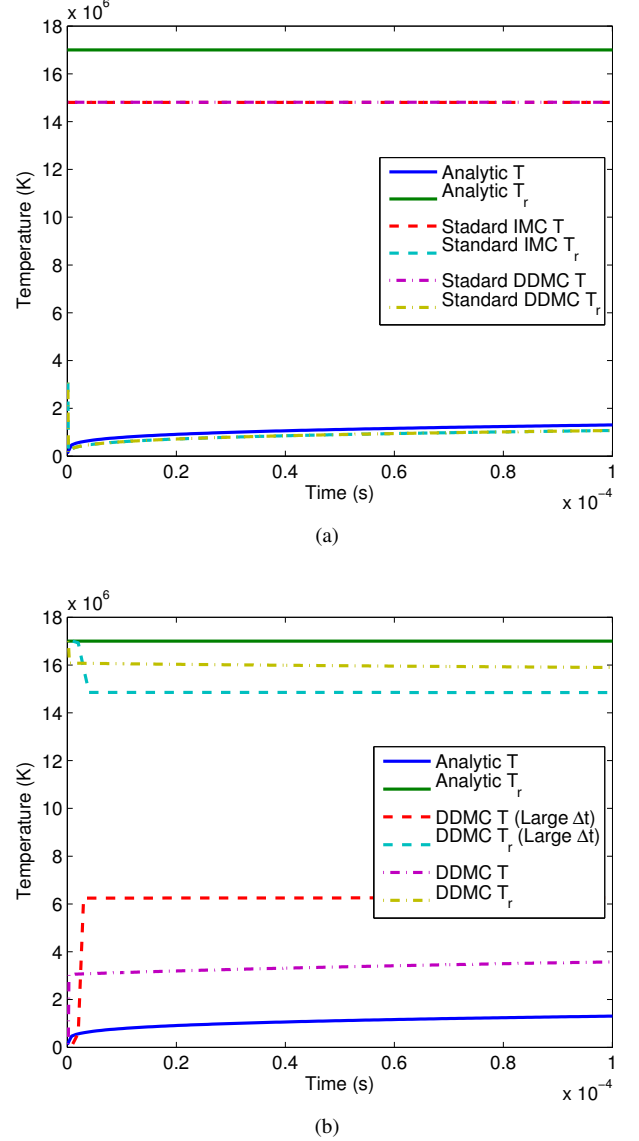 x 10^6
18
16
14
12
10
8
6
4
2
0
Temperature (K)
Analytic T
Analytic T_r
Stadard IMC T
Standard IMC T_r
Stadard DDMC T
Standard DDMC T_r
0 0.2 0.4 0.6 0.8 1
Time (s)
x 10^-4
(a)
x 10^6
18
16
14
12
10
8
6
4
2
0
Temperature (K)
Analytic T
Analytic T_r
DDMC T (Large Δt)
DDMC T_r (Large Δt)
DDMC T
DDMC T_r
0 0.2 0.4 0.6 0.8 1
Time (s)
x 10^-4
(b)